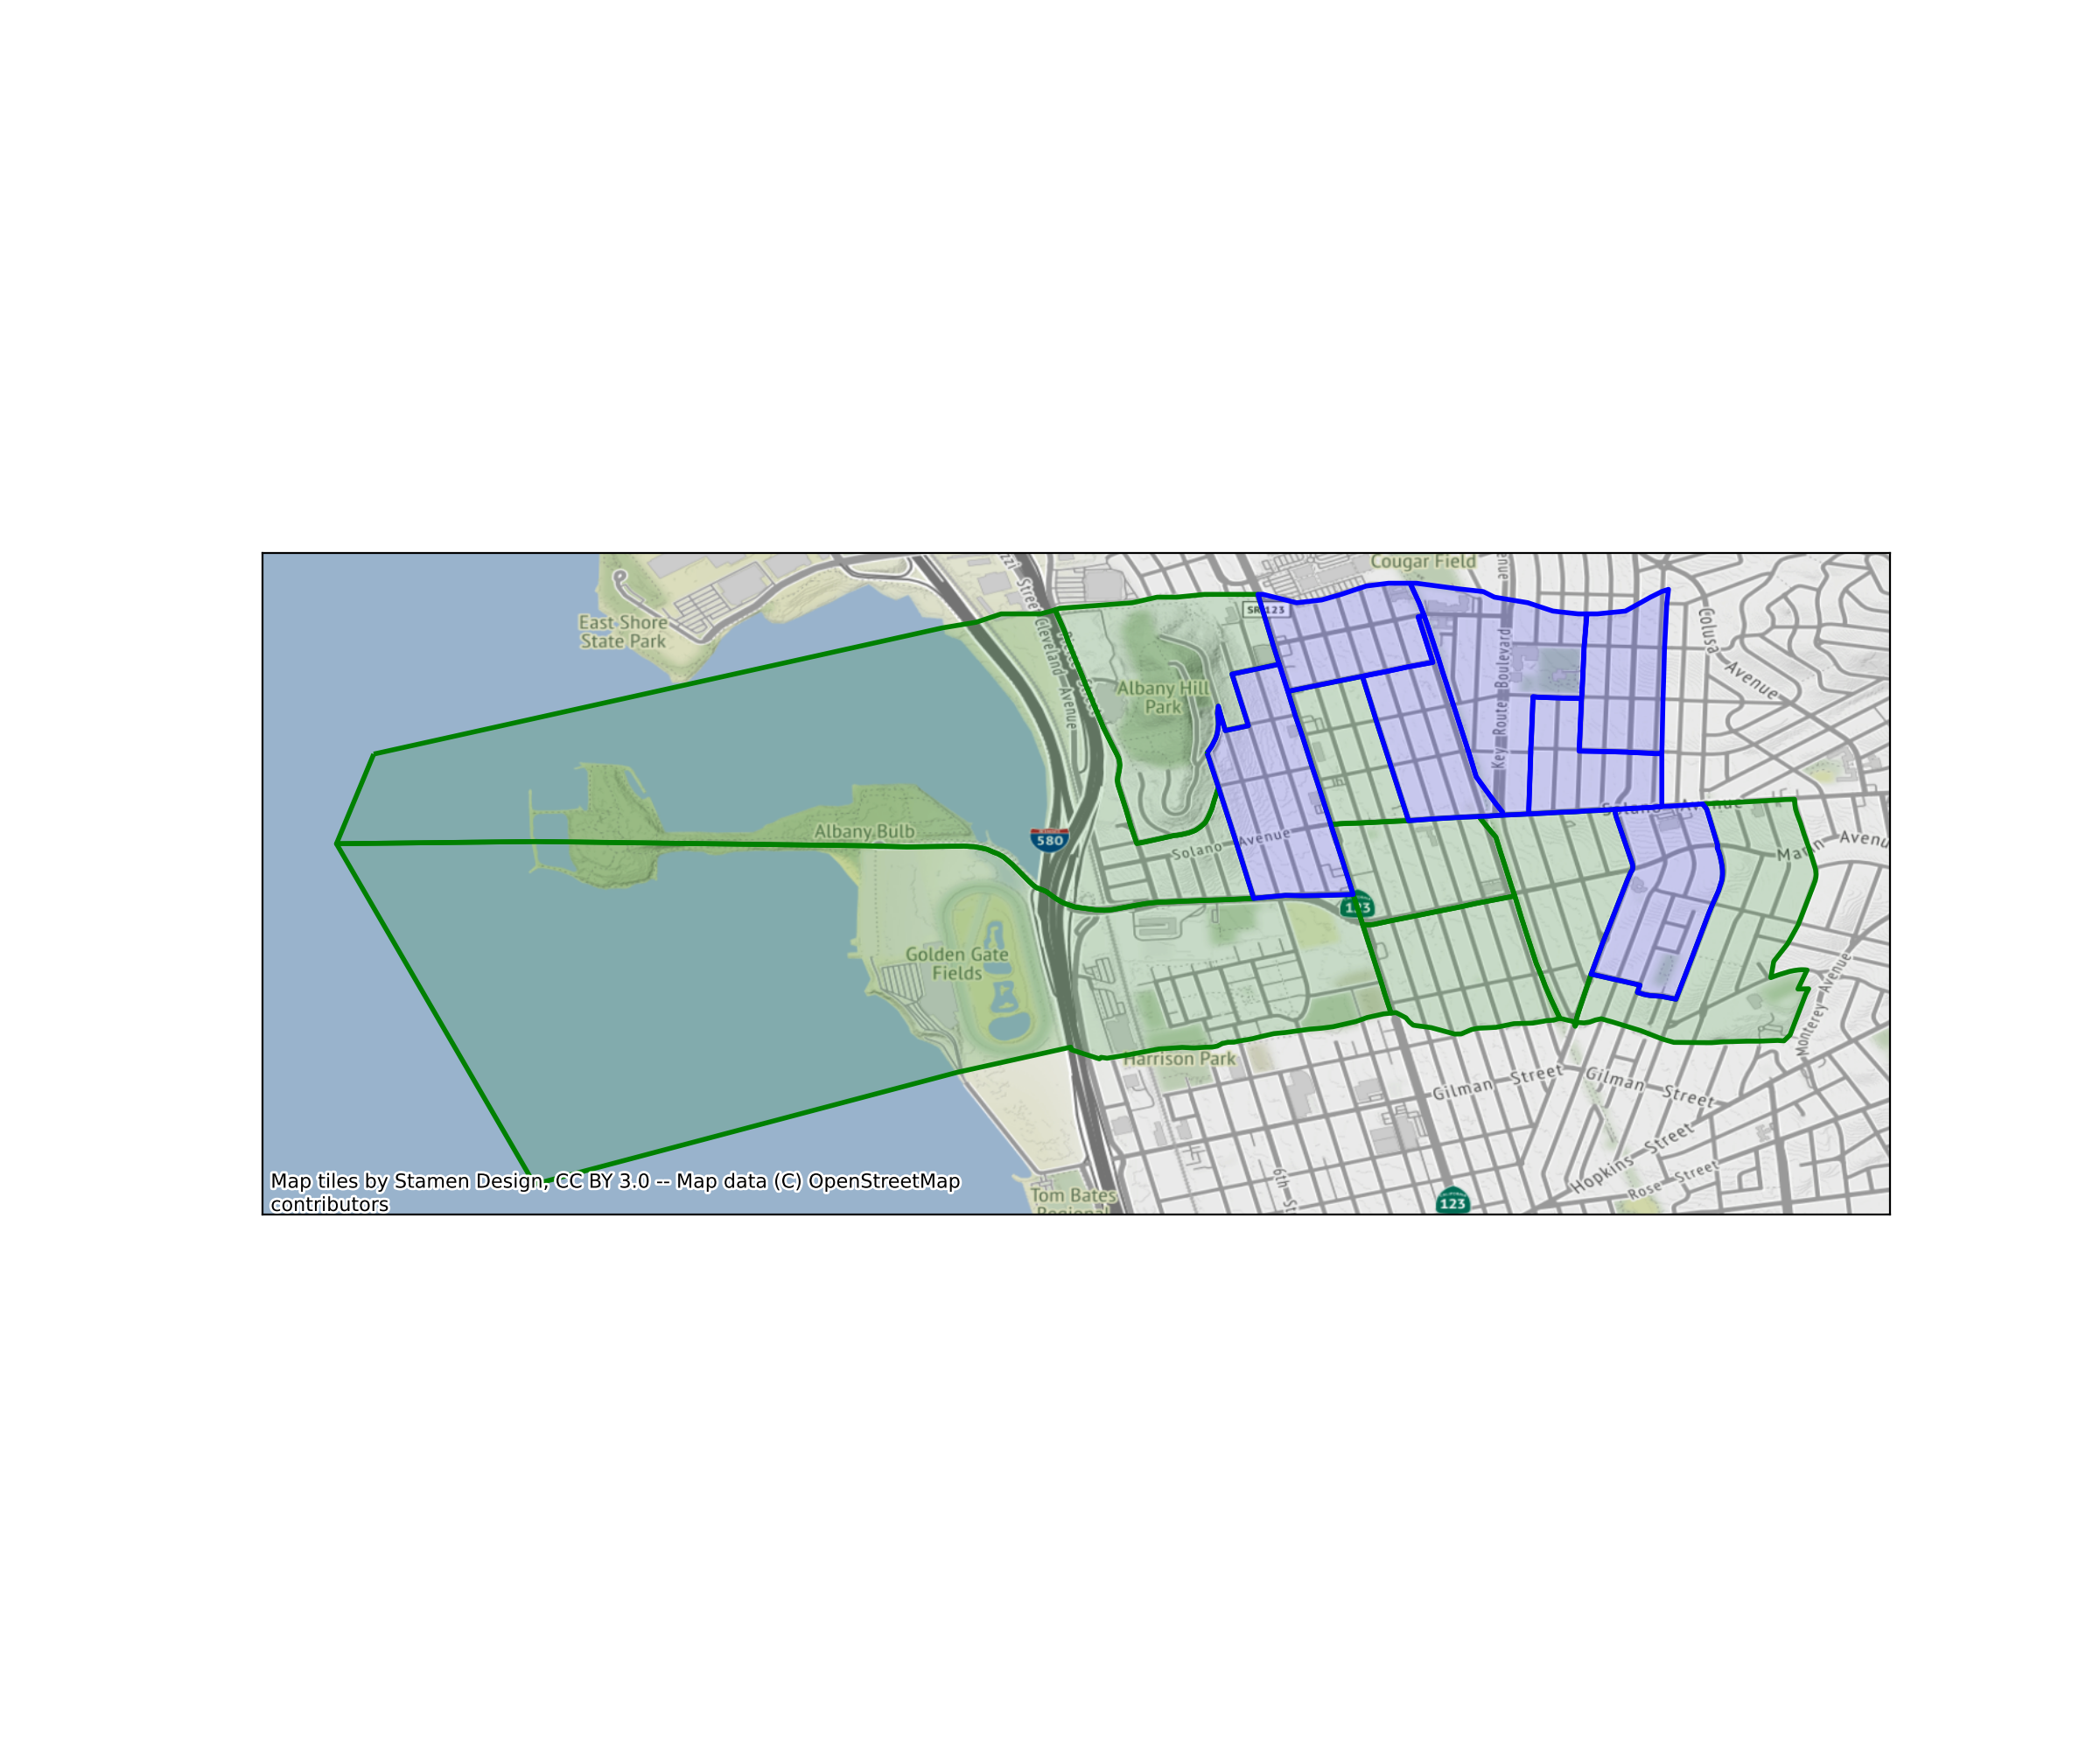 Cougar Field
SR 123
East Shore
State Park
Cleveland Avenue
Street
Colusa
Avenue
Key Route Boulevard
Albany Hill
Park
Solano Avenue
Albany Bulb
580
Solano Avenue
Marin Avenu
123
Golden Gate
Fields
Monterey Avenue
Harrison Park
Gilman Street
Gilman Street
Hopkins Street
Rose Street
6th St
Map tiles by Stamen Design, CC BY 3.0 -- Map data (C) OpenStreetMap
contributors
Tom Bates
Regional
123